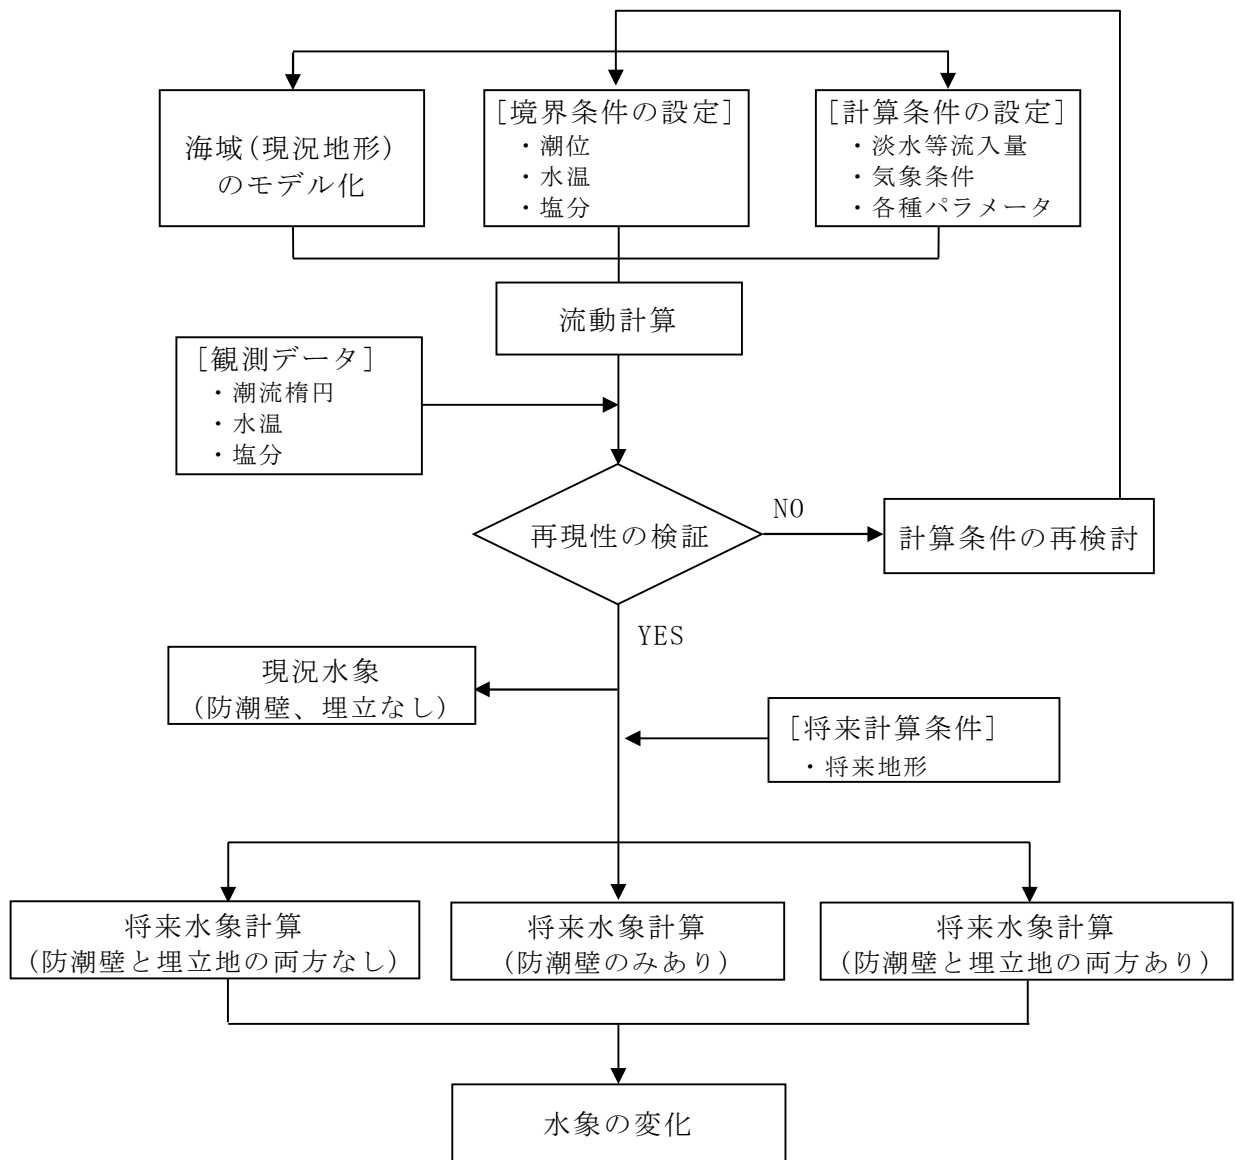 海域(現況地形)
のモデル化
[境界条件の設定]
・潮位
・水温
・塩分
[計算条件の設定]
・淡水等流入量
・気象条件
・各種パラメータ
流動計算
[観測データ]
・潮流楕円
・水温
・塩分
再現性の検証
NO
計算条件の再検討
YES
現況水象
(防潮壁、埋立なし)
[将来計算条件]
・将来地形
将来水象計算
(防潮壁と埋立地の両方なし)
将来水象計算
(防潮壁のみあり)
将来水象計算
(防潮壁と埋立地の両方あり)
水象の変化